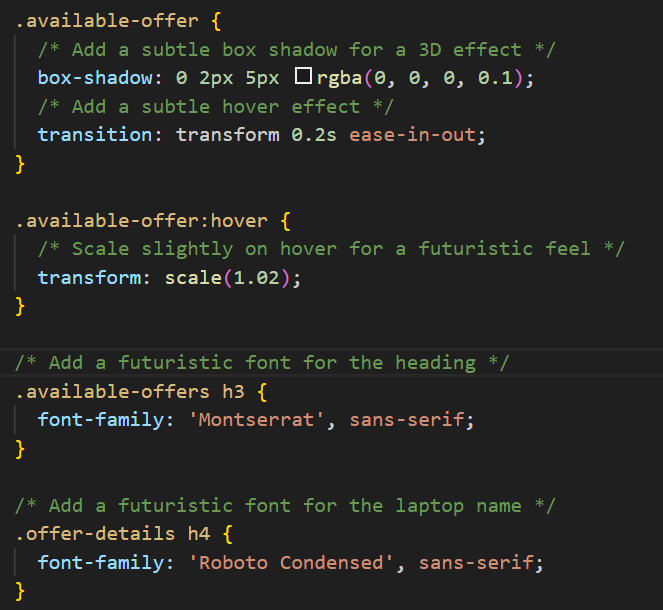 .available-offer {
/* Add a subtle box shadow for a 3D effect */
box-shadow: 0 2px 5px rgba(0, 0, 0, 0.1);
/* Add a subtle hover effect */
transition: transform 0.2s ease-in-out;
}
.available-offer:hover {
/* Scale slightly on hover for a futuristic feel */
transform: scale(1.02);
}
/* Add a futuristic font for the heading */
.available-offers h3 {
font-family: 'Montserrat', sans-serif;
}
/* Add a futuristic font for the laptop name */
.offer-details h4 {
font-family: 'Roboto Condensed', sans-serif;
}